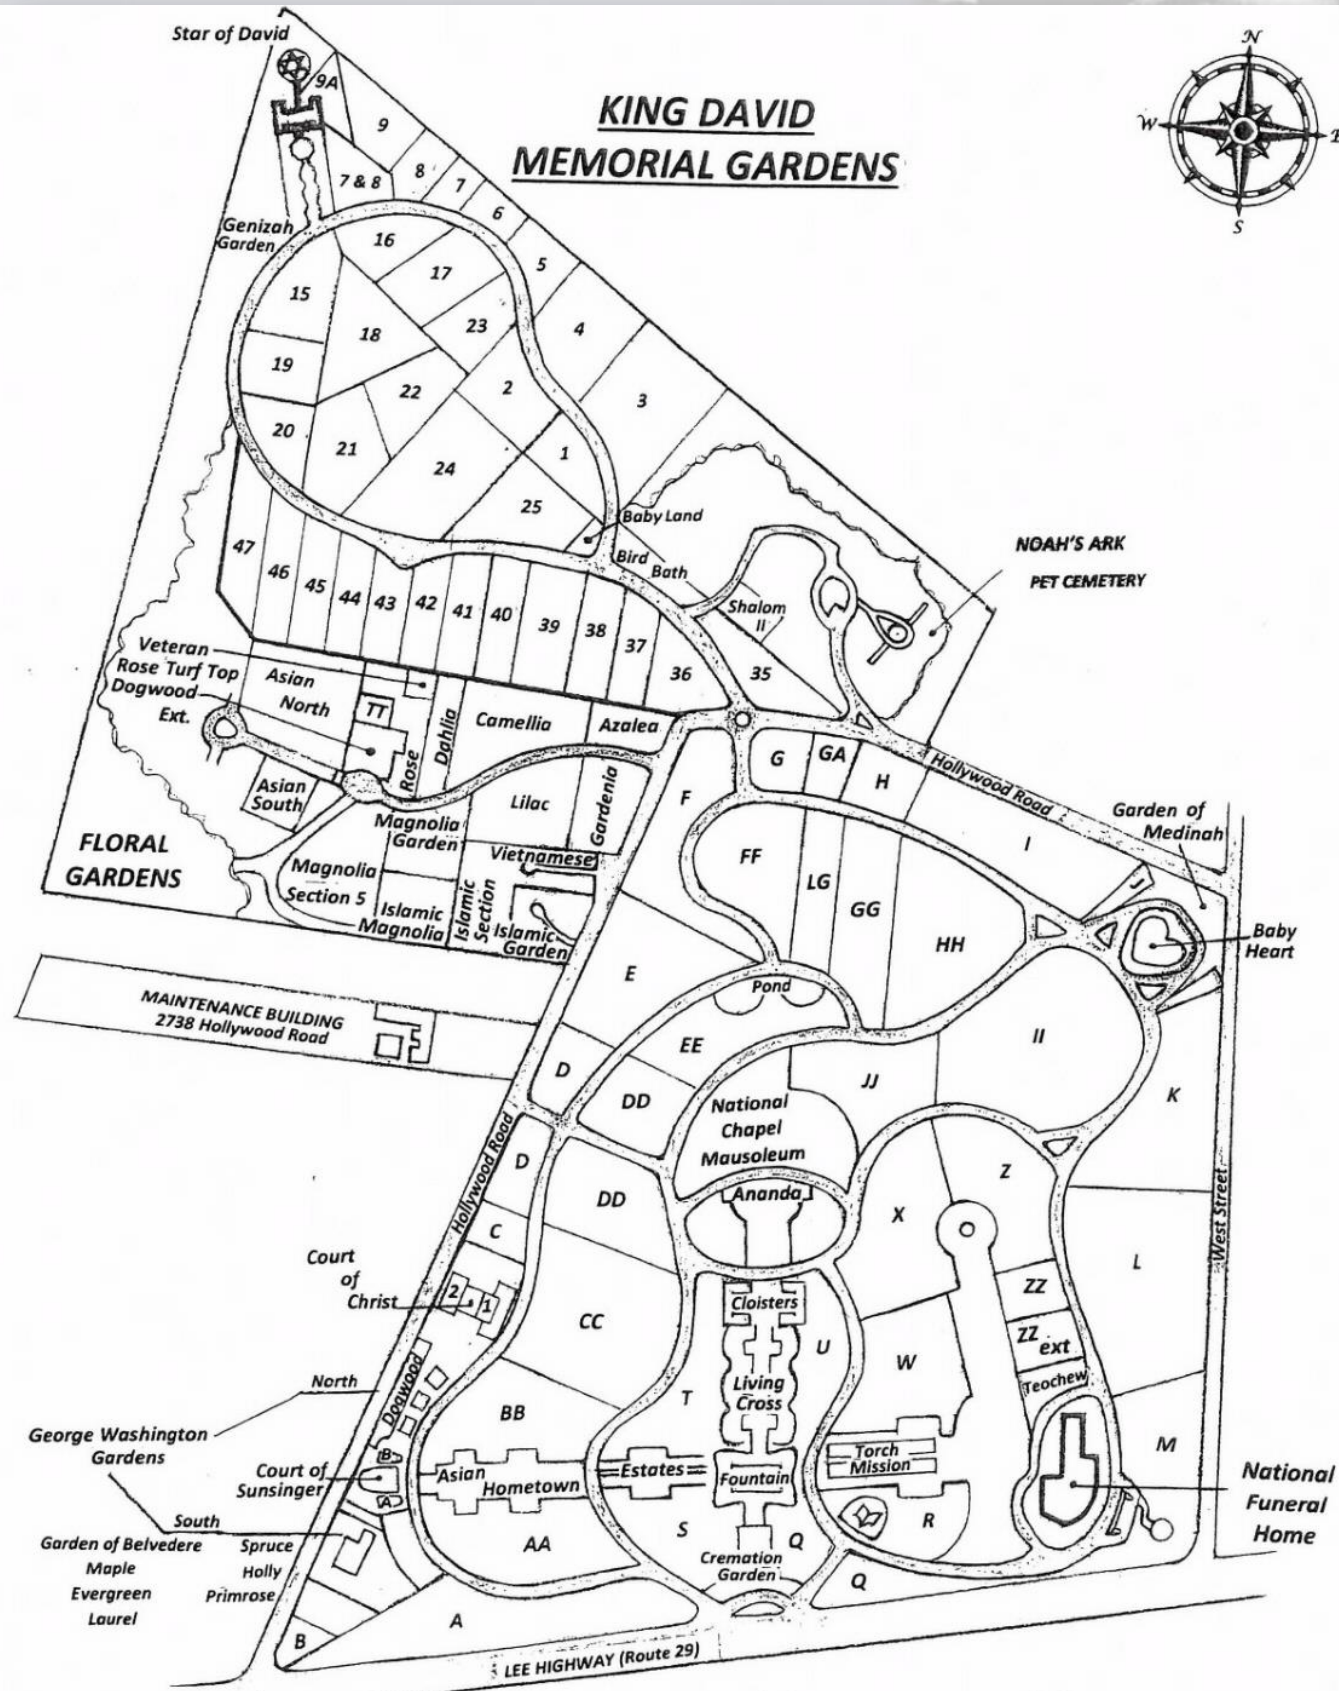 Star of David
N
9A
KING DAVID
MEMORIAL GARDENS
W
E
S
9
7 & 8
8
7
6
Genizah
Garden
16
17
5
15
18
23
4
19
22
2
3
20
21
24
1
25
Baby Land
Bird
Bath
NOAH'S ARK
PET CEMETERY
47
46
45
44
43
42
41
40
39
38
37
36
Shalom
II
35
Veteran
Rose Turf Top
Dogwood
Ext.
Asian
North
TT
Rose
Dahlia
Camellia
Azalea
Asian
South
Magnolia
Garden
Lilac
Gardenia
Vietnamese
FLORAL
GARDENS
Magnolia
Section 5
Islamic
Magnolia
Islamic
Section
Islamic
Garden
F
G
GA
H
Hollywood Road
Garden of
Medinah
I
J
FF
LG
GG
HH
Baby
Heart
E
Pond
MAINTENANCE BUILDING
2738 Hollywood Road
EE
II
D
DD
JJ
K
National
Chapel
Mausoleum
Ananda
Hollywood Road
D
DD
C
X
Z
West Street
L
Court
of
Christ
2
1
CC
Cloisters
U
ZZ
ZZ
ext
W
Teochew
North
Dogwood
T
Living
Cross
George Washington
Gardens
BB
M
B
A
Court of
Sunsinger
Asian
Hometown
Estates
Fountain
Torch
Mission
National
Funeral
Home
South
Garden of Belvedere
Maple
Evergreen
Laurel
Spruce
Holly
Primrose
AA
S
Q
R
Cremation
Garden
Q
A
B
LEE HIGHWAY (Route 29)